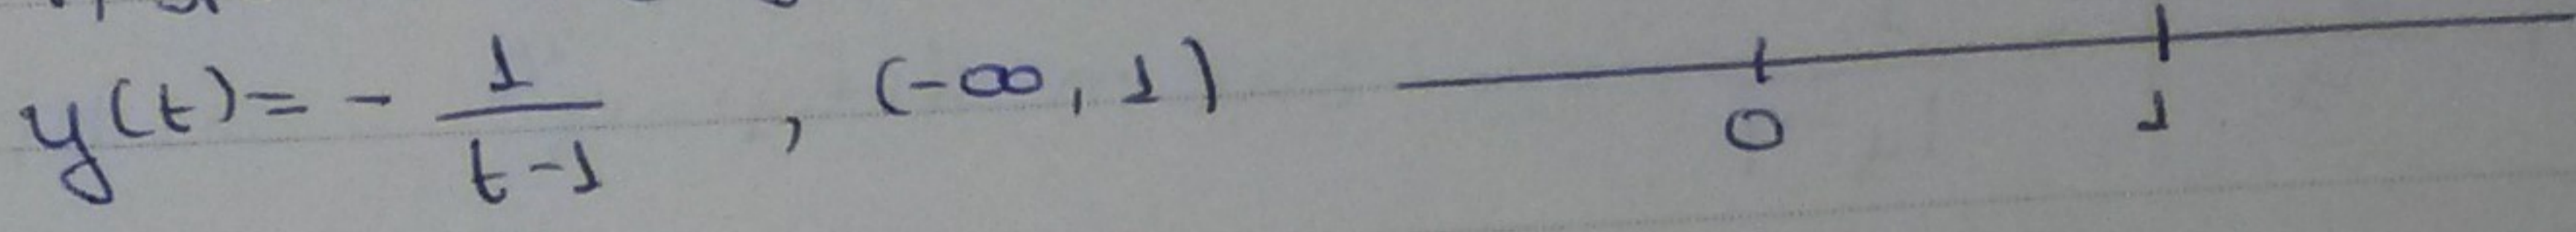 y(t) = - 1/(t-1) , (-∞, 1)
0 1